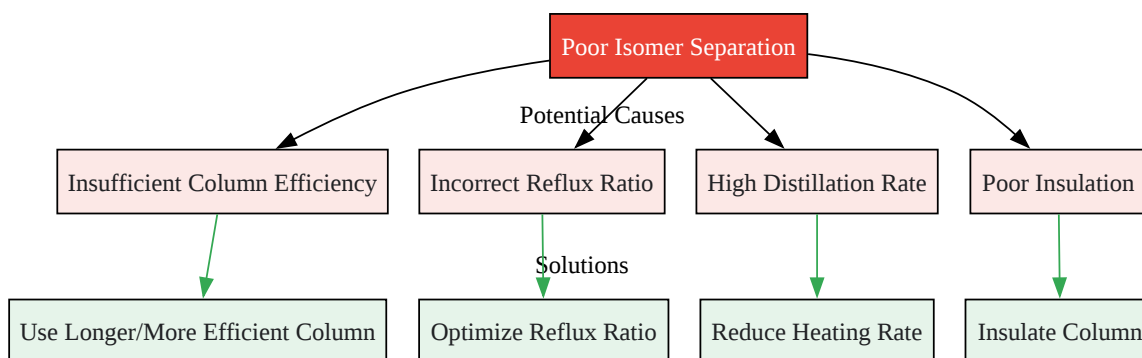 Poor Isomer Separation
Potential Causes
Insufficient Column Efficiency
Incorrect Reflux Ratio
High Distillation Rate
Poor Insulation
Solutions
Use Longer/More Efficient Column
Optimize Reflux Ratio
Reduce Heating Rate
Insulate Column